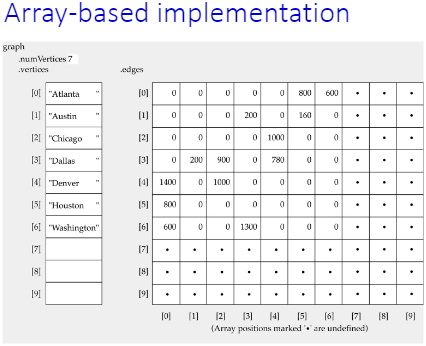 Array-based implementation
graph
.numVertices 7
.vertices .edges
[0] "Atlanta " [0] 0 0 0 0 0 800 600 • • •
[1] "Austin " [1] 0 0 0 200 0 160 0 • • •
[2] "Chicago " [2] 0 0 0 0 1000 0 0 • • •
[3] "Dallas " [3] 0 200 900 0 780 0 0 • • •
[4] "Denver " [4] 1400 0 1000 0 0 0 0 • • •
[5] "Houston " [5] 800 0 0 0 0 0 0 • • •
[6] "Washington" [6] 600 0 0 1300 0 0 0 • • •
[7] [7] • • • • • • • • • •
[8] [8] • • • • • • • • • •
[9] [9] • • • • • • • • • •
[0] [1] [2] [3] [4] [5] [6] [7] [8] [9]
(Array positions marked '•' are undefined)